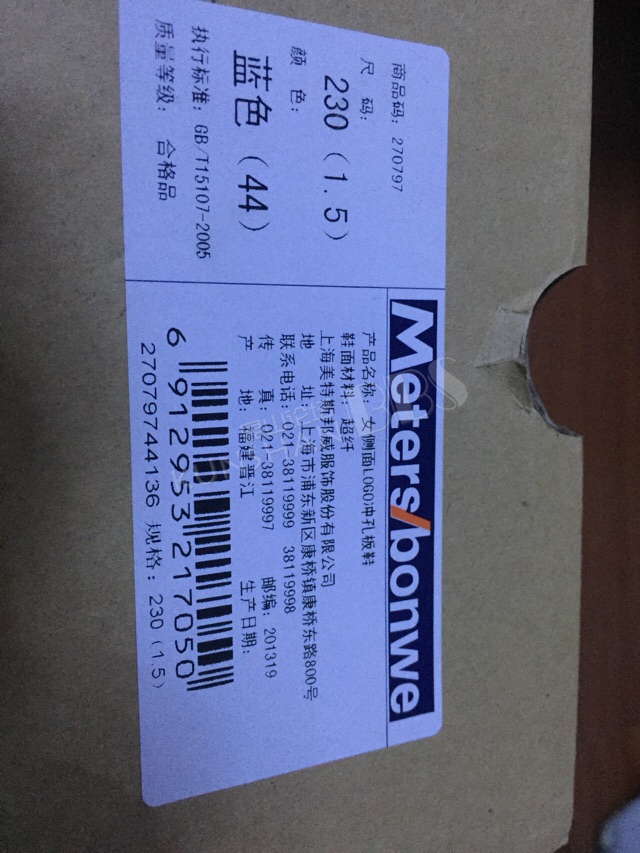 商品码：270797
尺 码：
230（1.5）
颜 色：
蓝色（44）
执行标准：GB/T15107-2005
质量等级： 合格品
Meters/bonwe
产品名称：女侧面LOGO冲孔板鞋
鞋面材料：超纤
上海美特斯邦威服饰股份有限公司
地 址：上海市浦东新区康桥镇康桥东路800号
联系电话：021-38119999 38119998
传 真：021-38119997 邮编：201319
产 地：福建晋江 生产日期：
6 912953 217050
27079744136 规格：230（1.5）